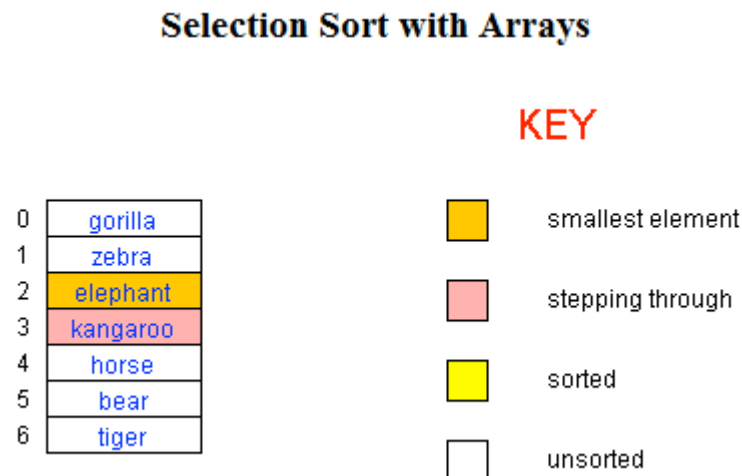 Selection Sort with Arrays
KEY
0 gorilla
1 zebra
2 elephant
3 kangaroo
4 horse
5 bear
6 tiger
smallest element
stepping through
sorted
unsorted